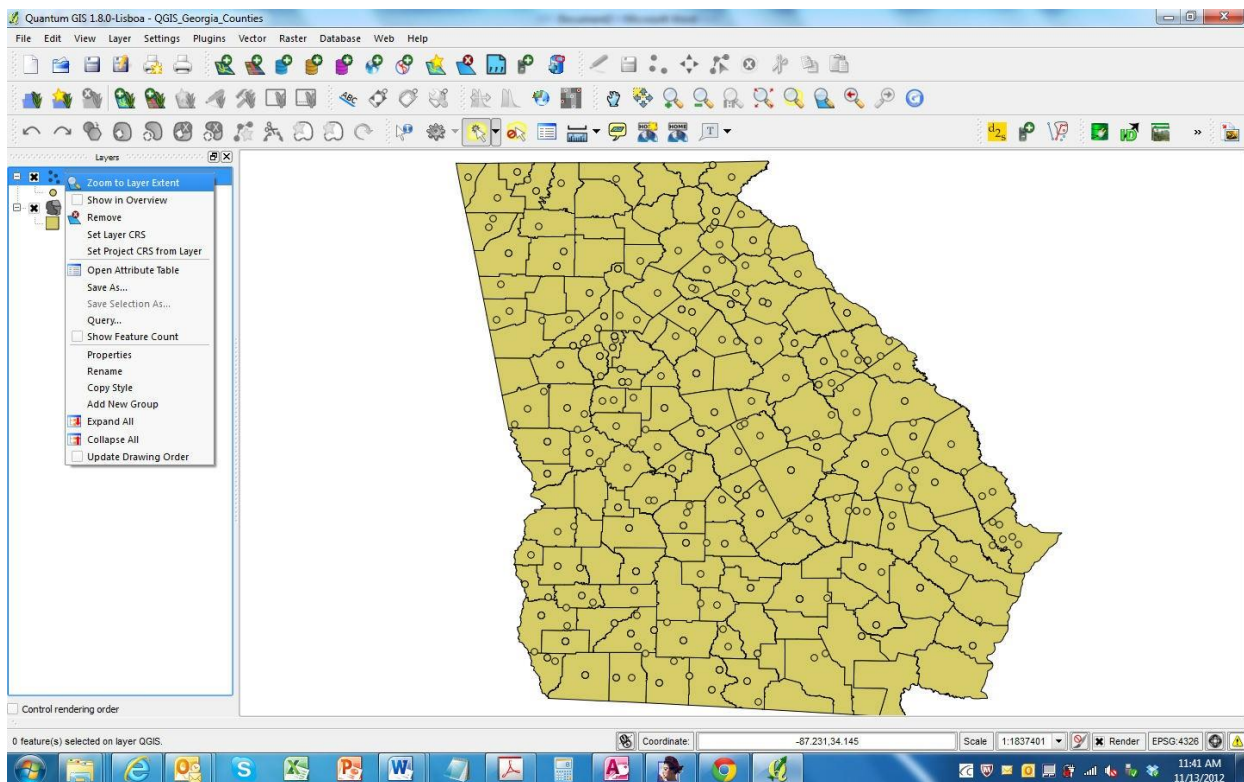 Quantum GIS 1.8.0-Lisboa - QGIS_Georgia_Counties
File Edit View Layer Settings Plugins Vector Raster Database Web Help
Layers
Zoom to Layer Extent
Show in Overview
Remove
Set Layer CRS
Set Project CRS from Layer
Open Attribute Table
Save As...
Save Selection As...
Query...
Show Feature Count
Properties
Rename
Copy Style
Add New Group
Expand All
Collapse All
Update Drawing Order
Control rendering order
0 feature(s) selected on layer QGIS.
Coordinate: -87.231,34.145 Scale 1:1837401 Render EPSG:4326
11:41 AM
11/13/2012